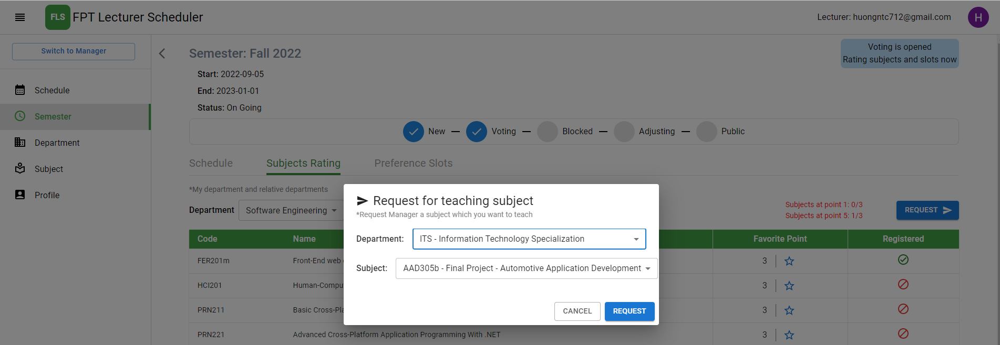 FLS FPT Lecturer Scheduler
Lecturer: huongntc712@gmail.com
H
Switch to Manager
Schedule
Semester
Department
Subject
Profile
Semester: Fall 2022
Voting is opened
Rating subjects and slots now
Start: 2022-09-05
End: 2023-01-01
Status: On Going
New Voting Blocked Adjusting Public
Schedule Subjects Rating Preference Slots
*My department and relative departments
Department Software Engineering
Subjects at point 1: 0/3
Subjects at point 5: 1/3
REQUEST
Code Name Favorite Point Registered
FER201m Front-End web 3
HCI201 Human-Compu 3
PRN211 Basic Cross-Pla 3
PRN221 Advanced Cross-Platform Application Programming With .NET 3
Request for teaching subject
*Request Manager a subject which you want to teach
Department: ITS - Information Technology Specialization
Subject: AAD305b - Final Project - Automotive Application Development
CANCEL REQUEST